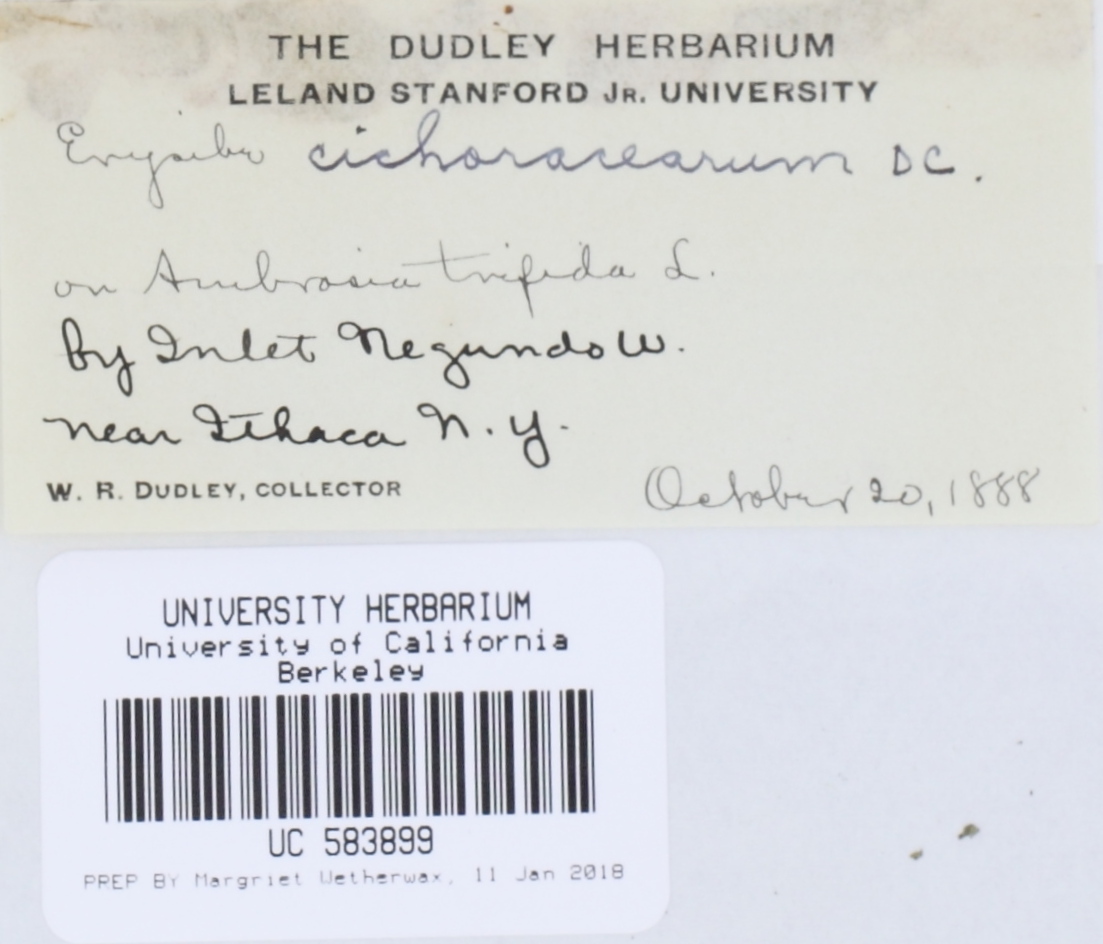 THE DUDLEY HERBARIUM
LELAND STANFORD JR. UNIVERSITY
Erysibe cichoracearum DC.
on Ambrosia trifida L.
by Inlet Negundo W.
near Ithaca N.Y.
W. R. DUDLEY, COLLECTOR
October 20, 1888
UNIVERSITY HERBARIUM
University of California
Berkeley
UC 583899
PREP BY Margriet Wetherwax, 11 Jan 2018